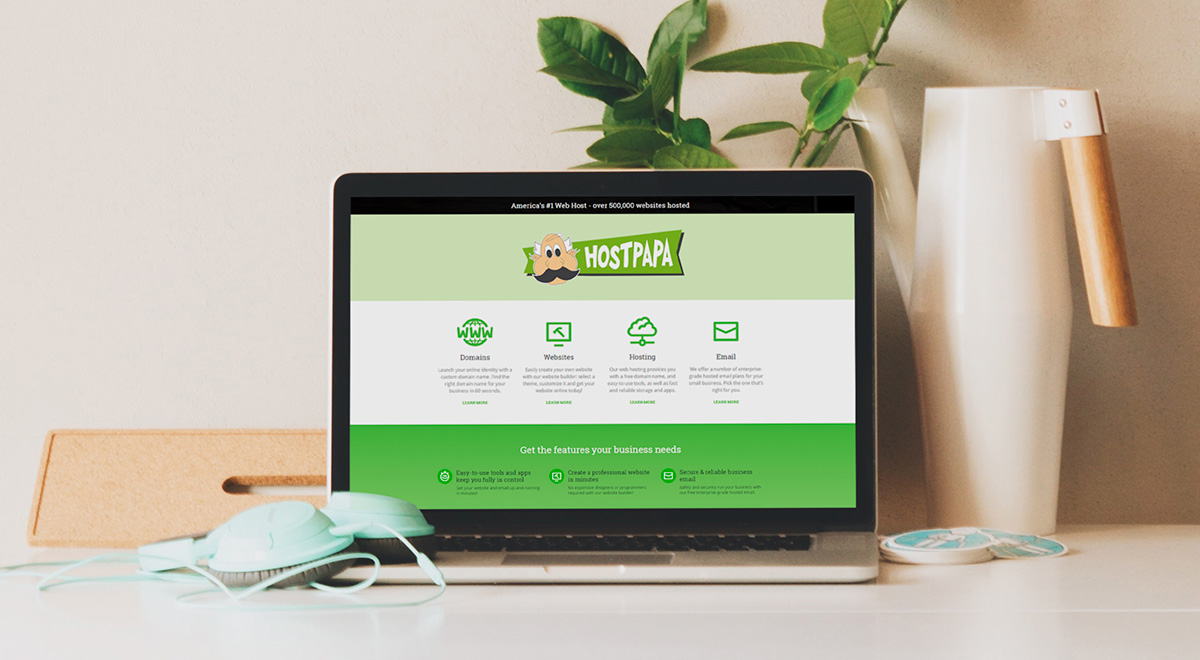 America's #1 Web Host - over 500,000 websites hosted
HOSTPAPA
WWW
Domains
Launch your online identity with a
custom domain name. Find the
right domain name for your
business in 60 seconds.
LEARN MORE
Websites
Easily create your own website
with our website builder: select a
theme, customize it and get your
website online today!
LEARN MORE
Hosting
Our web hosting provides you
with a free domain name, and
easy-to-use tools, as well as fast
and reliable storage and apps.
LEARN MORE
Email
We offer a number of enterprise-
grade hosted email plans for your
small business. Pick the one that's
right for you.
LEARN MORE
Get the features your business needs
Easy-to-use tools and apps
keep you fully in control
Get your website and email up and running
in minutes!
Create a professional website
in minutes
No expensive designers or programmers
required with our website builder!
Secure & reliable business
email
Safely and securely run your business with
our free enterprise-grade hosted email.